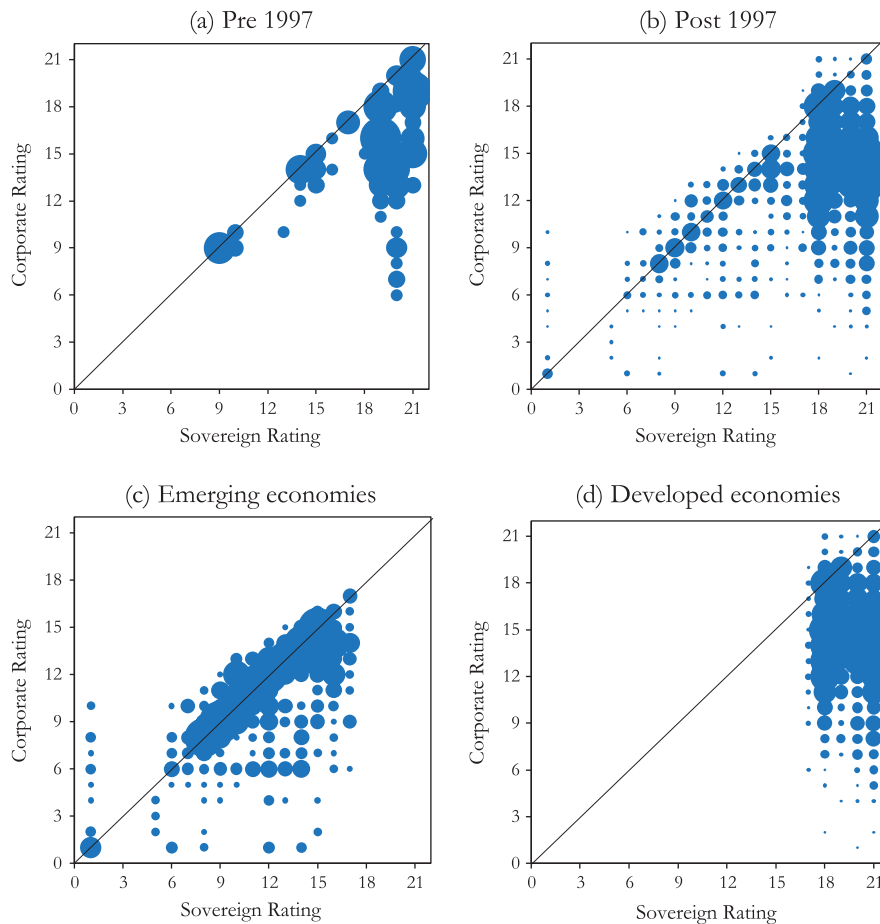 (a) Pre 1997
21
18
15
12
9
6
3
0
0 3 6 9 12 15 18 21
Corporate Rating
Sovereign Rating
(b) Post 1997
21
18
15
12
9
6
3
0
0 3 6 9 12 15 18 21
Corporate Rating
Sovereign Rating
(c) Emerging economies
21
18
15
12
9
6
3
0
0 3 6 9 12 15 18 21
Corporate Rating
Sovereign Rating
(d) Developed economies
21
18
15
12
9
6
3
0
0 3 6 9 12 15 18 21
Corporate Rating
Sovereign Rating